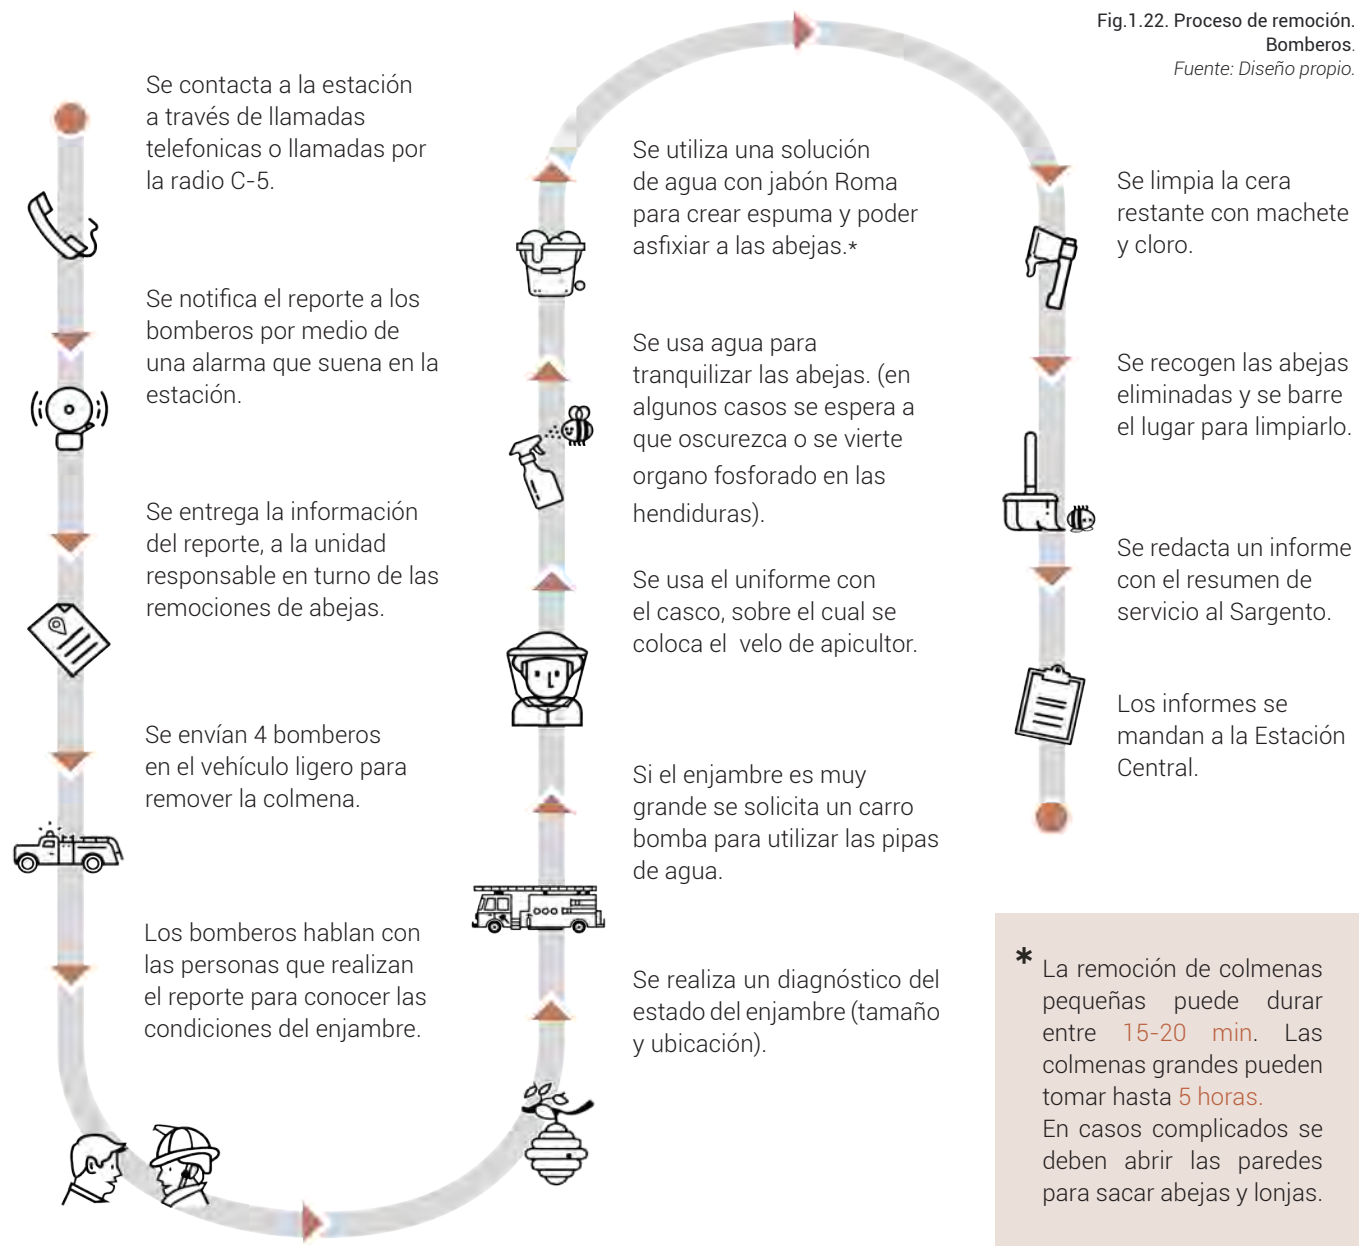 Fig.1.22. Proceso de remoción.
Bomberos.
Fuente: Diseño propio.
Se contacta a la estación
a través de llamadas
telefonicas o llamadas por
la radio C-5.
Se notifica el reporte a los
bomberos por medio de
una alarma que suena en la
estación.
Se entrega la información
del reporte, a la unidad
responsable en turno de las
remociones de abejas.
Se envían 4 bomberos
en el vehículo ligero para
remover la colmena.
Los bomberos hablan con
las personas que realizan
el reporte para conocer las
condiciones del enjambre.
Se realiza un diagnóstico del
estado del enjambre (tamaño
y ubicación).
Si el enjambre es muy
grande se solicita un carro
bomba para utilizar las pipas
de agua.
Se usa el uniforme con
el casco, sobre el cual se
coloca el velo de apicultor.
Se usa agua para
tranquilizar las abejas. (en
algunos casos se espera a
que oscurezca o se vierte
organo fosforado en las
hendiduras).
Se utiliza una solución
de agua con jabón Roma
para crear espuma y poder
asfixiar a las abejas.*
Se limpia la cera
restante con machete
y cloro.
Se recogen las abejas
eliminadas y se barre
el lugar para limpiarlo.
Se redacta un informe
con el resumen de
servicio al Sargento.
Los informes se
mandan a la Estación
Central.
* La remoción de colmenas
pequeñas puede durar
entre 15-20 min. Las
colmenas grandes pueden
tomar hasta 5 horas.
En casos complicados se
deben abrir las paredes
para sacar abejas y lonjas.